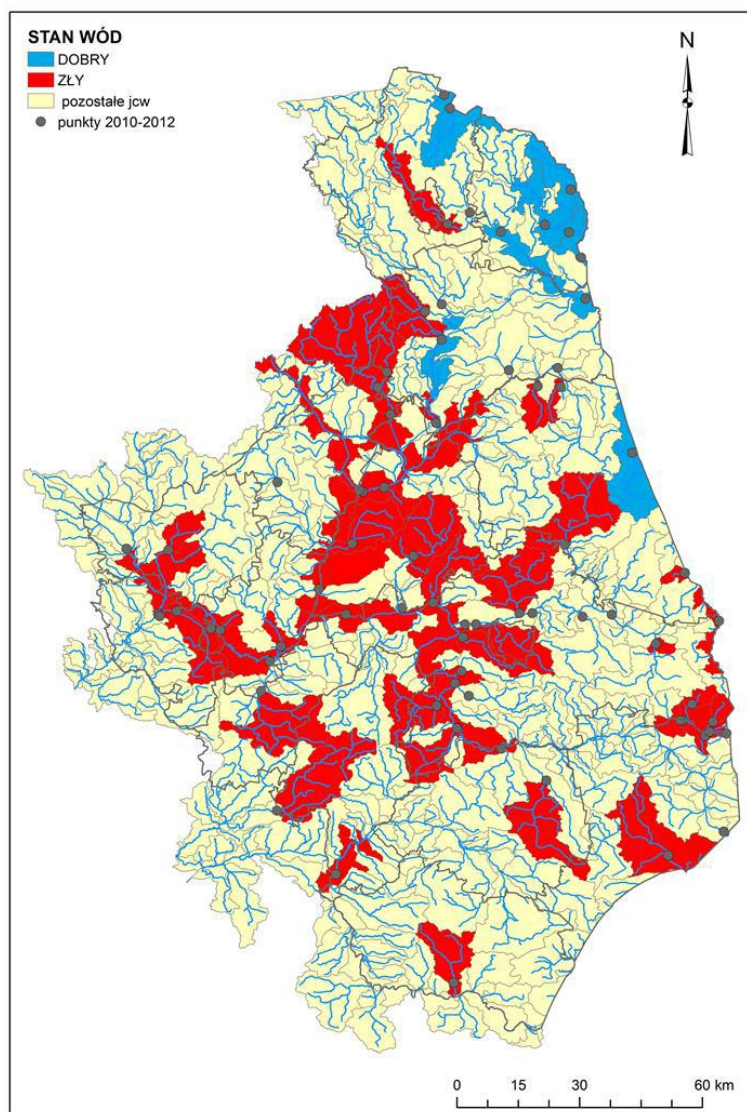 STAN WÓD
DOBRY
ZŁY
pozostałe jcw
punkty 2010-2012
N
0 15 30 60 km